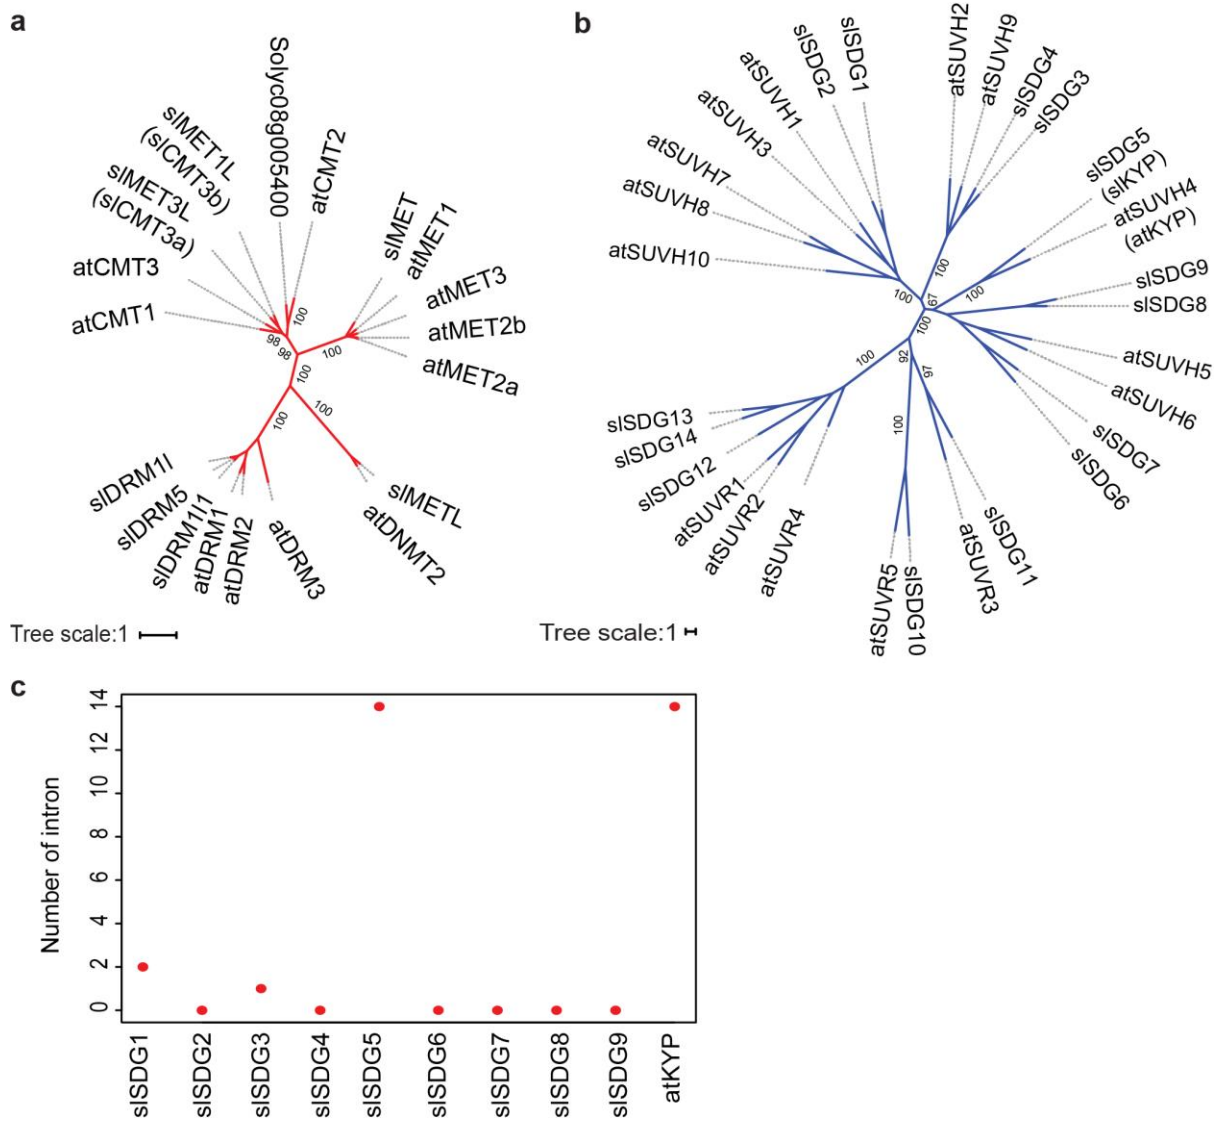 a
Solyc08g005400
atCMT2
slMET1L
(slCMT3b)
slMET3L
(slCMT3a)
atCMT3
atCMT1
slMET
atMET1
atMET3
atMET2b
atMET2a
100
98
98
100
100
100
100
slDRM1l
slDRM5
slDRM1l1
atDRM1
atDRM2
atDRM3
slMETL
atDNMT2
Tree scale:1
b
atSUVH2
atSUVH9
slSDG4
slSDG3
slSDG1
slSDG2
atSUVH1
atSUVH3
atSUVH7
atSUVH8
atSUVH10
slSDG5
(slKYP)
atSUVH4
(atKYP)
slSDG9
slSDG8
atSUVH5
atSUVH6
slSDG7
slSDG6
100
100
67
100
100
100
92
97
100
slSDG13
slSDG14
slSDG12
atSUVR1
atSUVR2
atSUVR4
atSUVR5
slSDG10
atSUVR3
slSDG11
Tree scale:1
c
Number of intron
14
12
10
8
6
4
2
0
slSDG1
slSDG2
slSDG3
slSDG4
slSDG5
slSDG6
slSDG7
slSDG8
slSDG9
atKYP